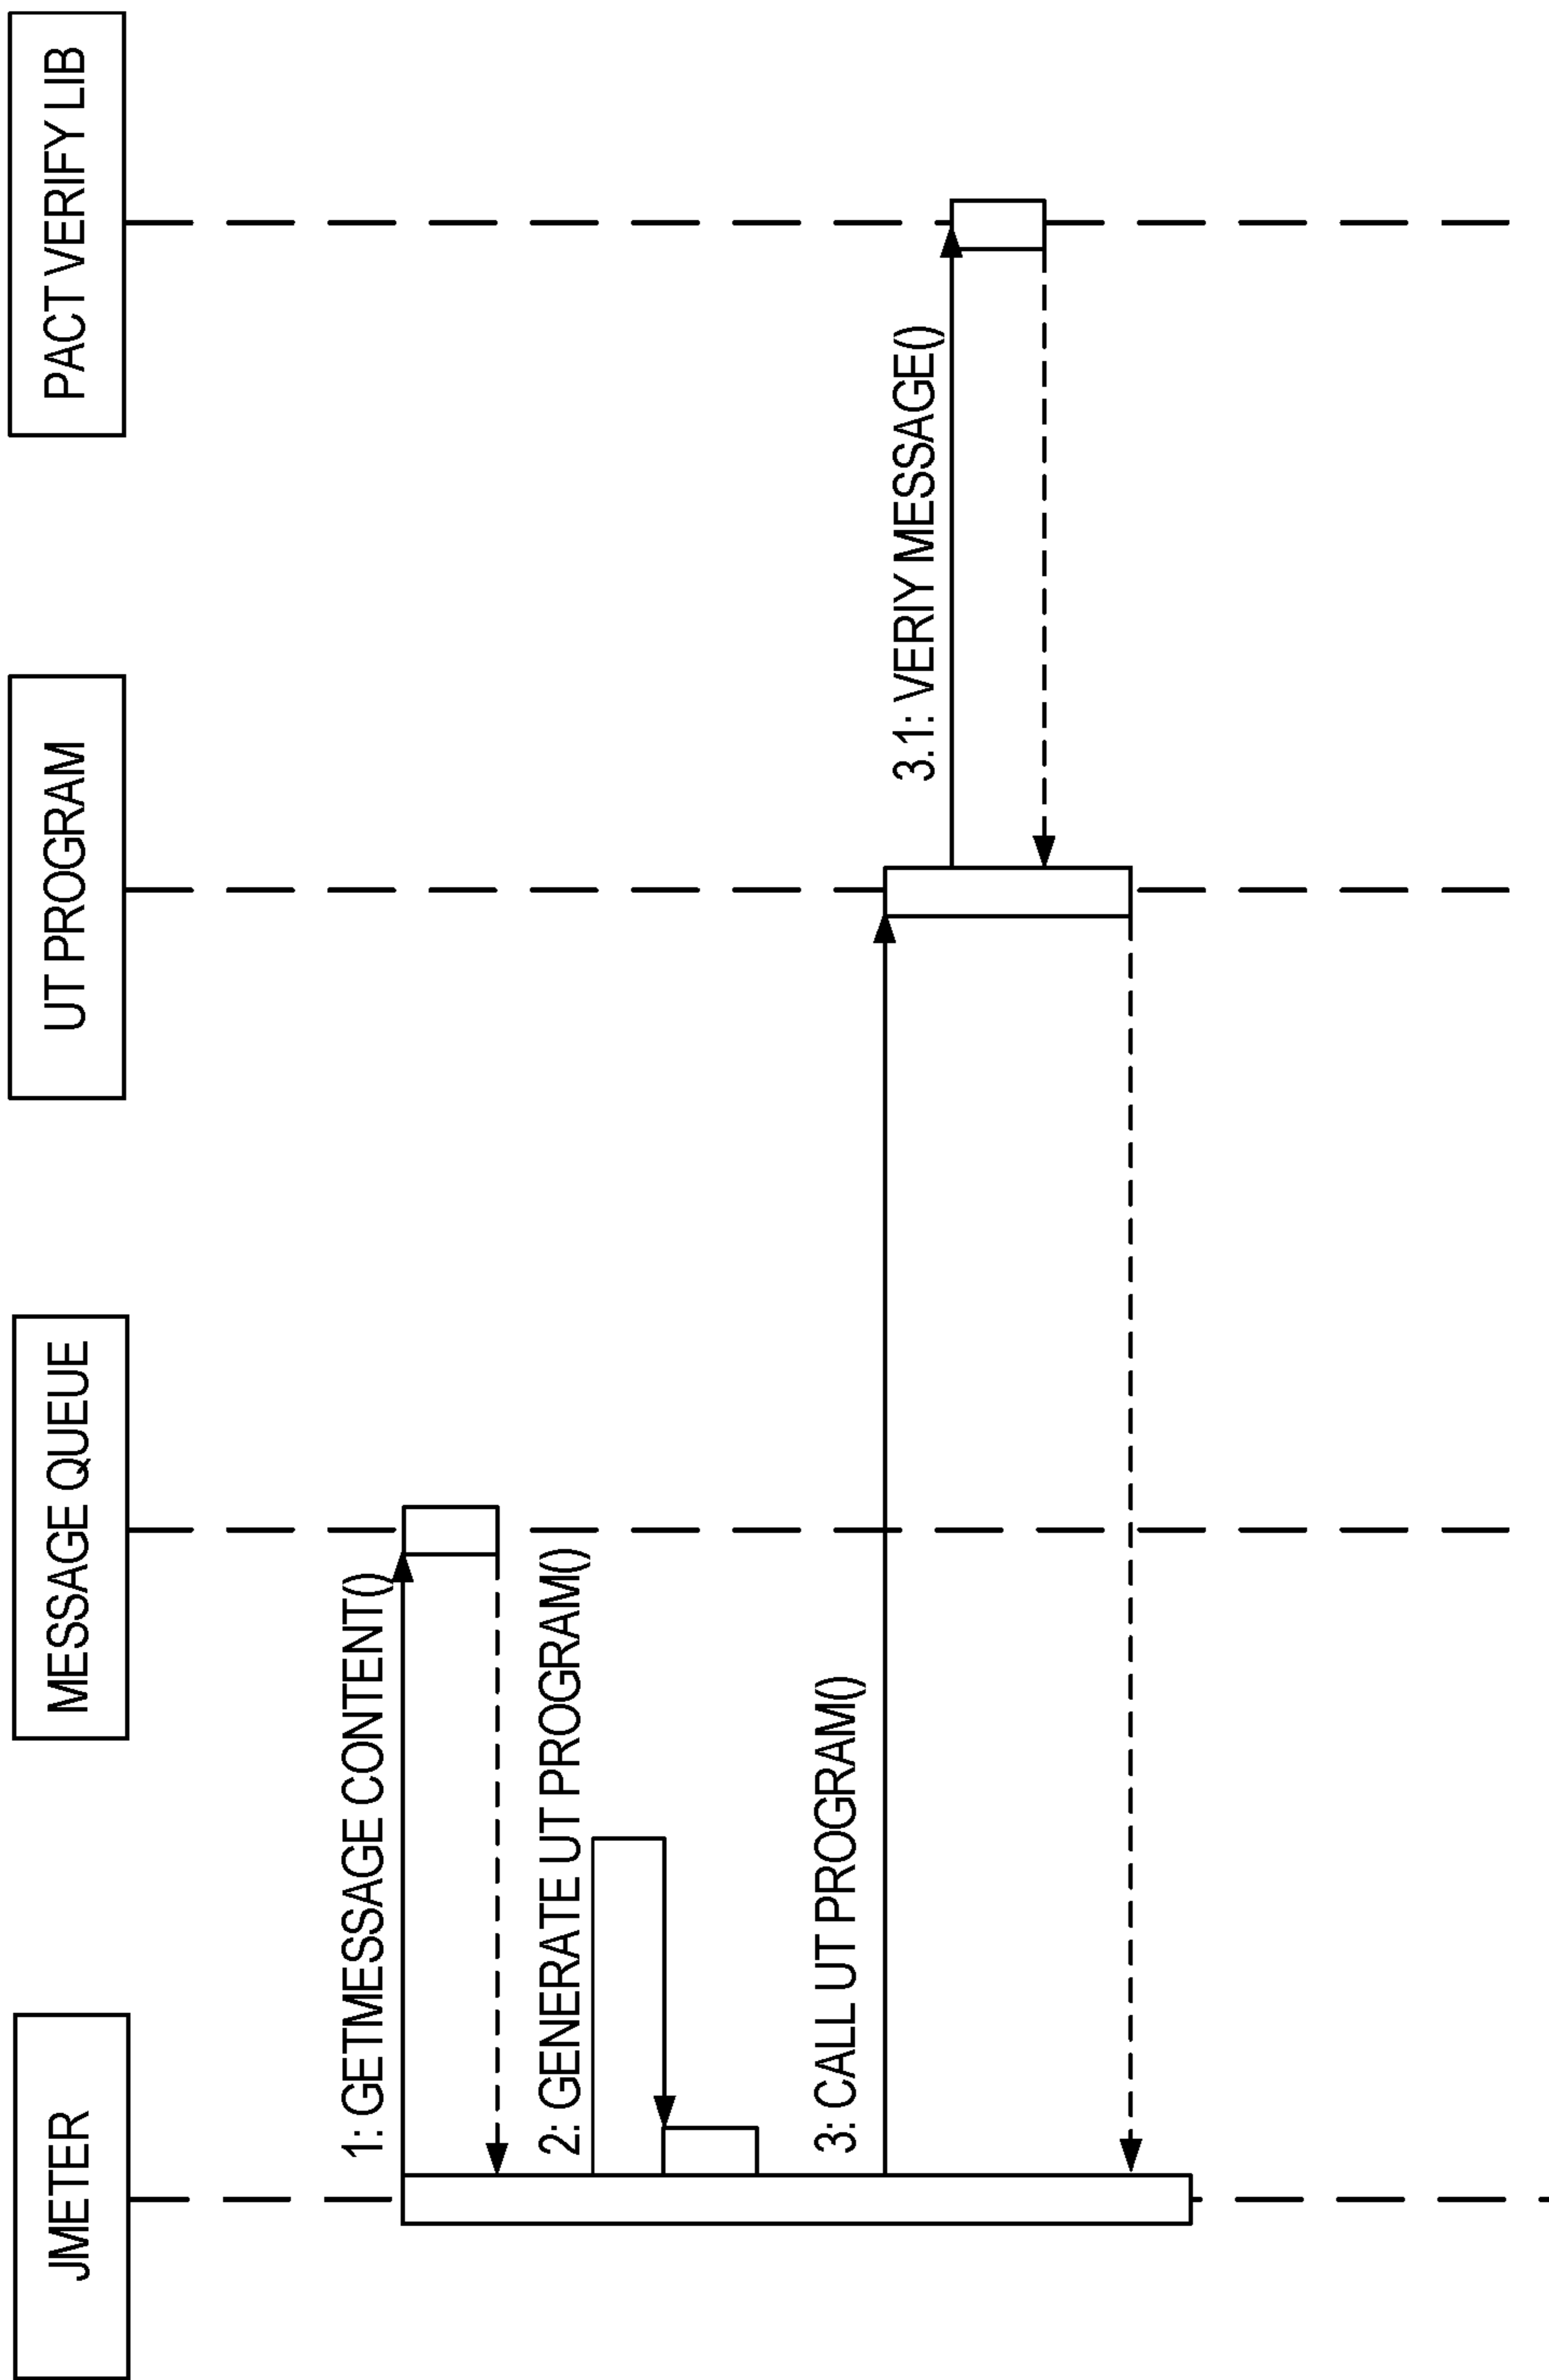 JMETER
MESSAGE QUEUE
UT PROGRAM
PACT VERIFY LIB
1: GETMESSAGE CONTENT()
2: GENERATE UT PROGRAM()
3: CALL UT PROGRAM()
3.1: VERIY MESSAGE()